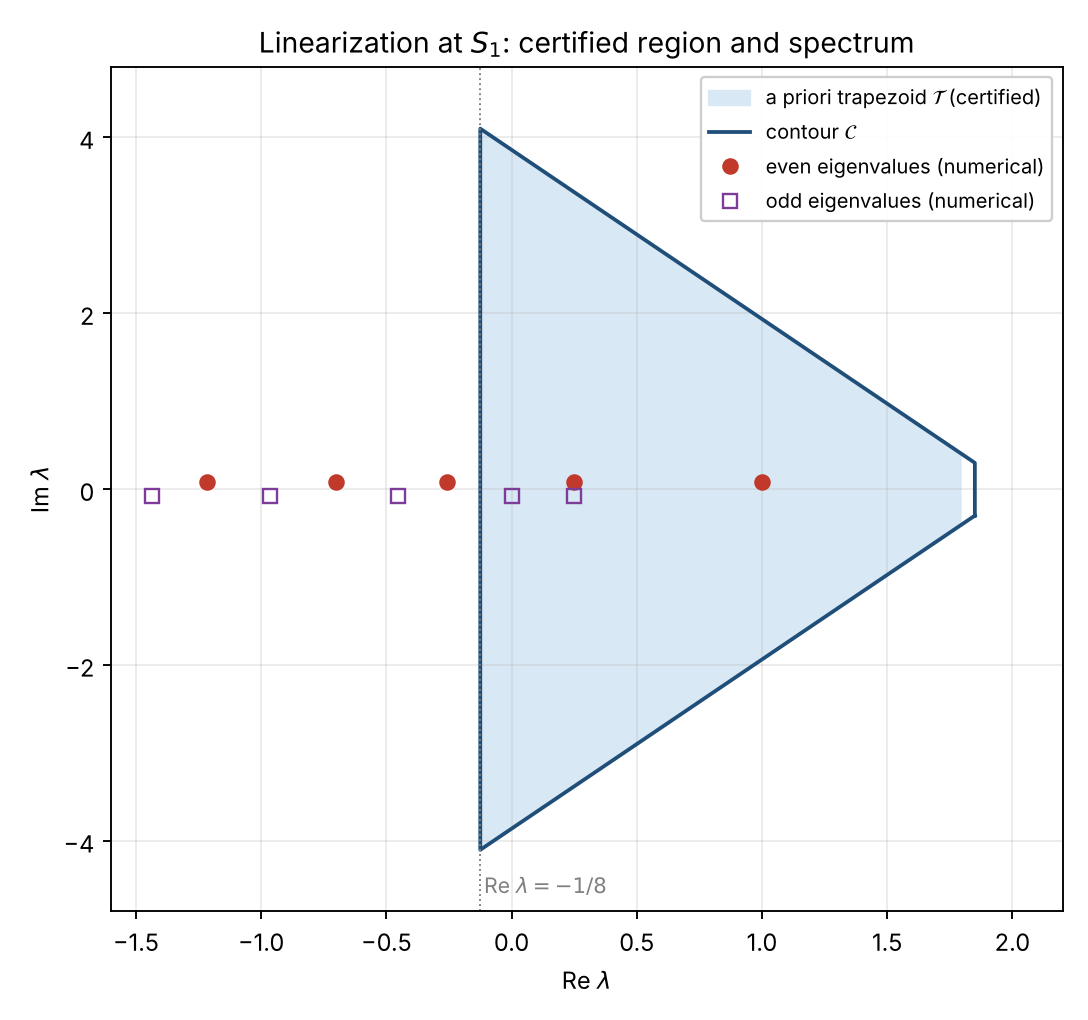 Linearization at S₁: certified region and spectrum
a priori trapezoid 𝒯 (certified)
contour 𝒞
even eigenvalues (numerical)
odd eigenvalues (numerical)
4
2
0
−2
−4
Im λ
Re λ = −1/8
−1.5 −1.0 −0.5 0.0 0.5 1.0 1.5 2.0
Re λ